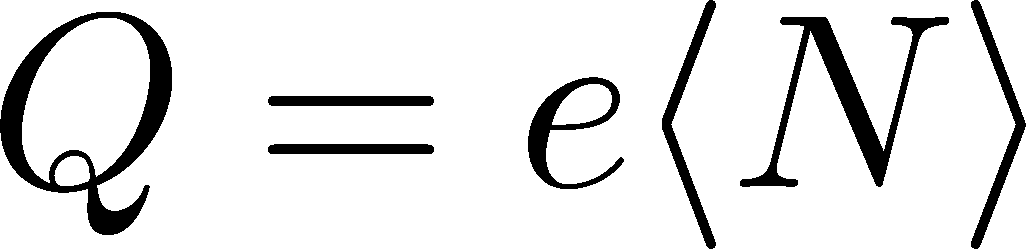 Q = e⟨N⟩